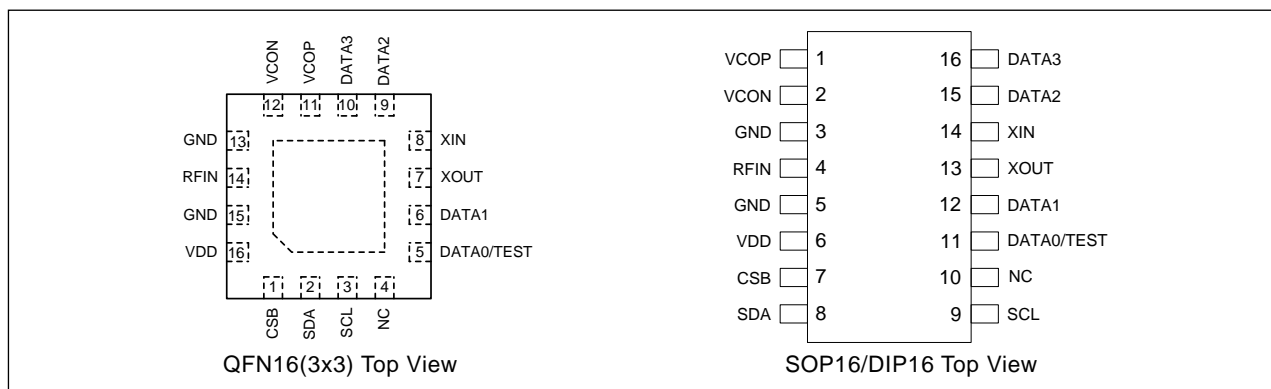 VCON
VCOP
DATA3
DATA2
12 11 10 9
GND 13
RFIN 14
GND 15
VDD 16
8 XIN
7 XOUT
6 DATA1
5 DATA0/TEST
1 2 3 4
CSB
SDA
SCL
NC
QFN16(3x3) Top View
VCOP 1 16 DATA3
VCON 2 15 DATA2
GND 3 14 XIN
RFIN 4 13 XOUT
GND 5 12 DATA1
VDD 6 11 DATA0/TEST
CSB 7 10 NC
SDA 8 9 SCL
SOP16/DIP16 Top View